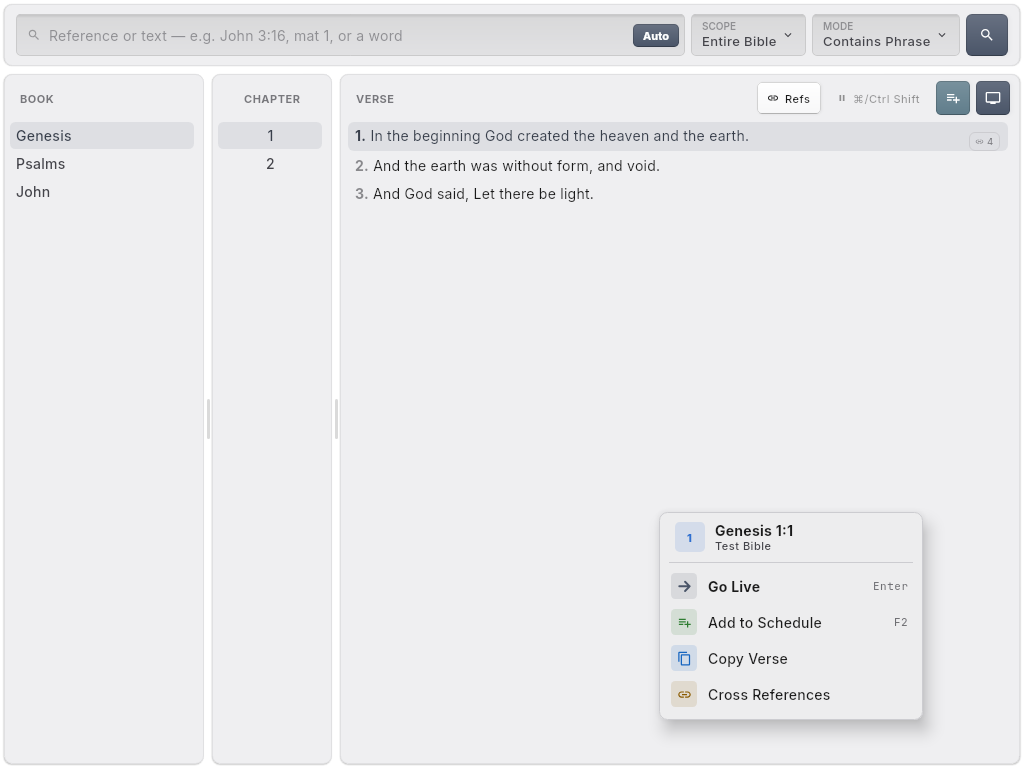 Reference or text — e.g. John 3:16, mat 1, or a word
Auto
SCOPE
Entire Bible
MODE
Contains Phrase
BOOK
Genesis
Psalms
John
CHAPTER
1
2
VERSE
Refs
⌘/Ctrl Shift
1. In the beginning God created the heaven and the earth.
4
2. And the earth was without form, and void.
3. And God said, Let there be light.
1
Genesis 1:1
Test Bible
Go Live Enter
Add to Schedule F2
Copy Verse
Cross References